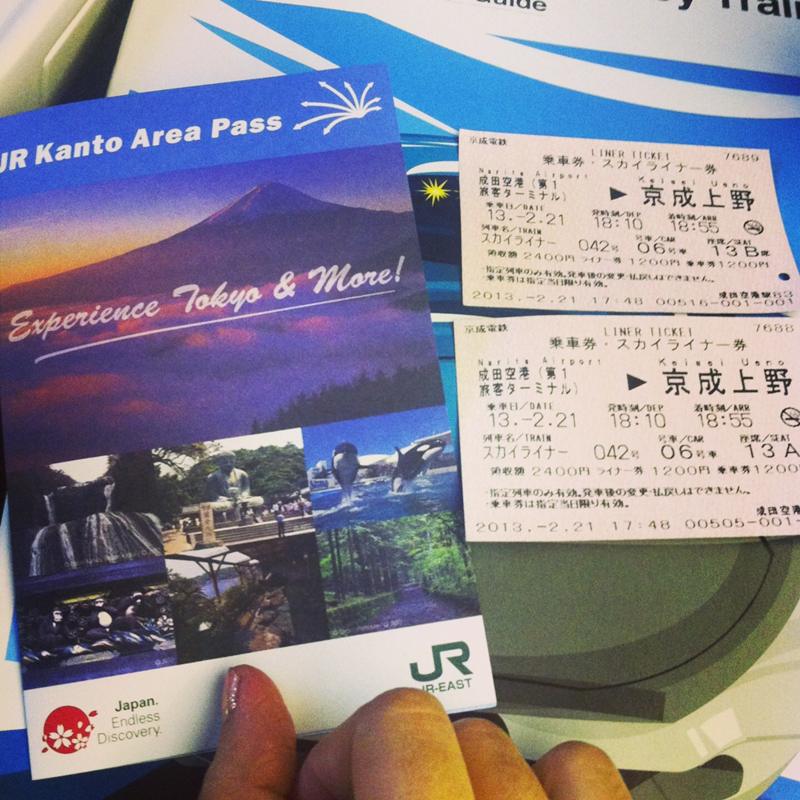 Guide
by Train
JR Kanto Area Pass
Experience Tokyo & More!
Japan.
Endless
Discovery.
JR
JR-EAST
京成電鉄
LINER TICKET 7689
乗車券・スカイライナー券
Narita Airport Keisei Ueno
成田空港(第1
旅客ターミナル) ▶ 京成上野
乗車日/DATE 発時刻/DEP 着時刻/ARR
13.-2.21 18:10 18:55
列車名/TRAIN 号車/CAR 座席/SEAT
スカイライナー 042号 06号車 13B席
領収額 2400円 ライナー券 1200円 乗車券1200円
・指定列車のみ有効。発車後の変更・払戻しはできません。
・乗車券は指定当日限り有効。
2013.-2.21 17:48 00516-001-001
成田空港駅83
京成電鉄
LINER TICKET 7688
乗車券・スカイライナー券
Narita Airport Keisei Ueno
成田空港(第1
旅客ターミナル) ▶ 京成上野
乗車日/DATE 発時刻/DEP 着時刻/ARR
13.-2.21 18:10 18:55
列車名/TRAIN 号車/CAR 座席/SEAT
スカイライナー 042号 06号車 13A
領収額 2400円 ライナー券 1200円 乗車券1200
・指定列車のみ有効。発車後の変更・払戻しはできません。
・乗車券は指定当日限り有効。
成田空港
2013.-2.21 17:48 00505-001-